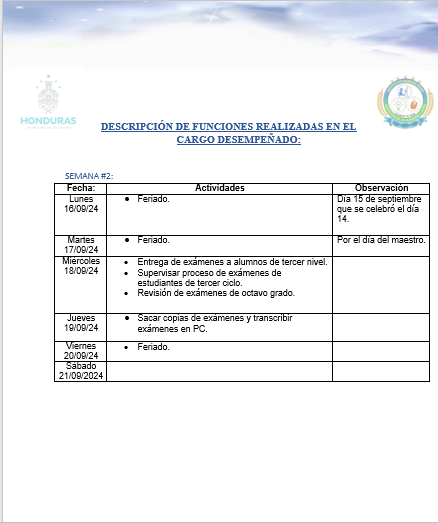 HONDURAS
DESCRIPCIÓN DE FUNCIONES REALIZADAS EN EL
CARGO DESEMPEÑADO:
SEMANA #2:
Fecha: Actividades Observación
Lunes
16/09/24
• Feriado.
Día 15 de septiembre
que se celebró el día
14.
Martes
17/09/24
• Feriado.
Por el día del maestro.
Miércoles
18/09/24
• Entrega de exámenes a alumnos de tercer nivel.
• Supervisar proceso de exámenes de
estudiantes de tercer ciclo.
• Revisión de exámenes de octavo grado.
Jueves
19/09/24
• Sacar copias de exámenes y transcribir
exámenes en PC.
Viernes
20/09/24
• Feriado.
Sábado
21/09/2024